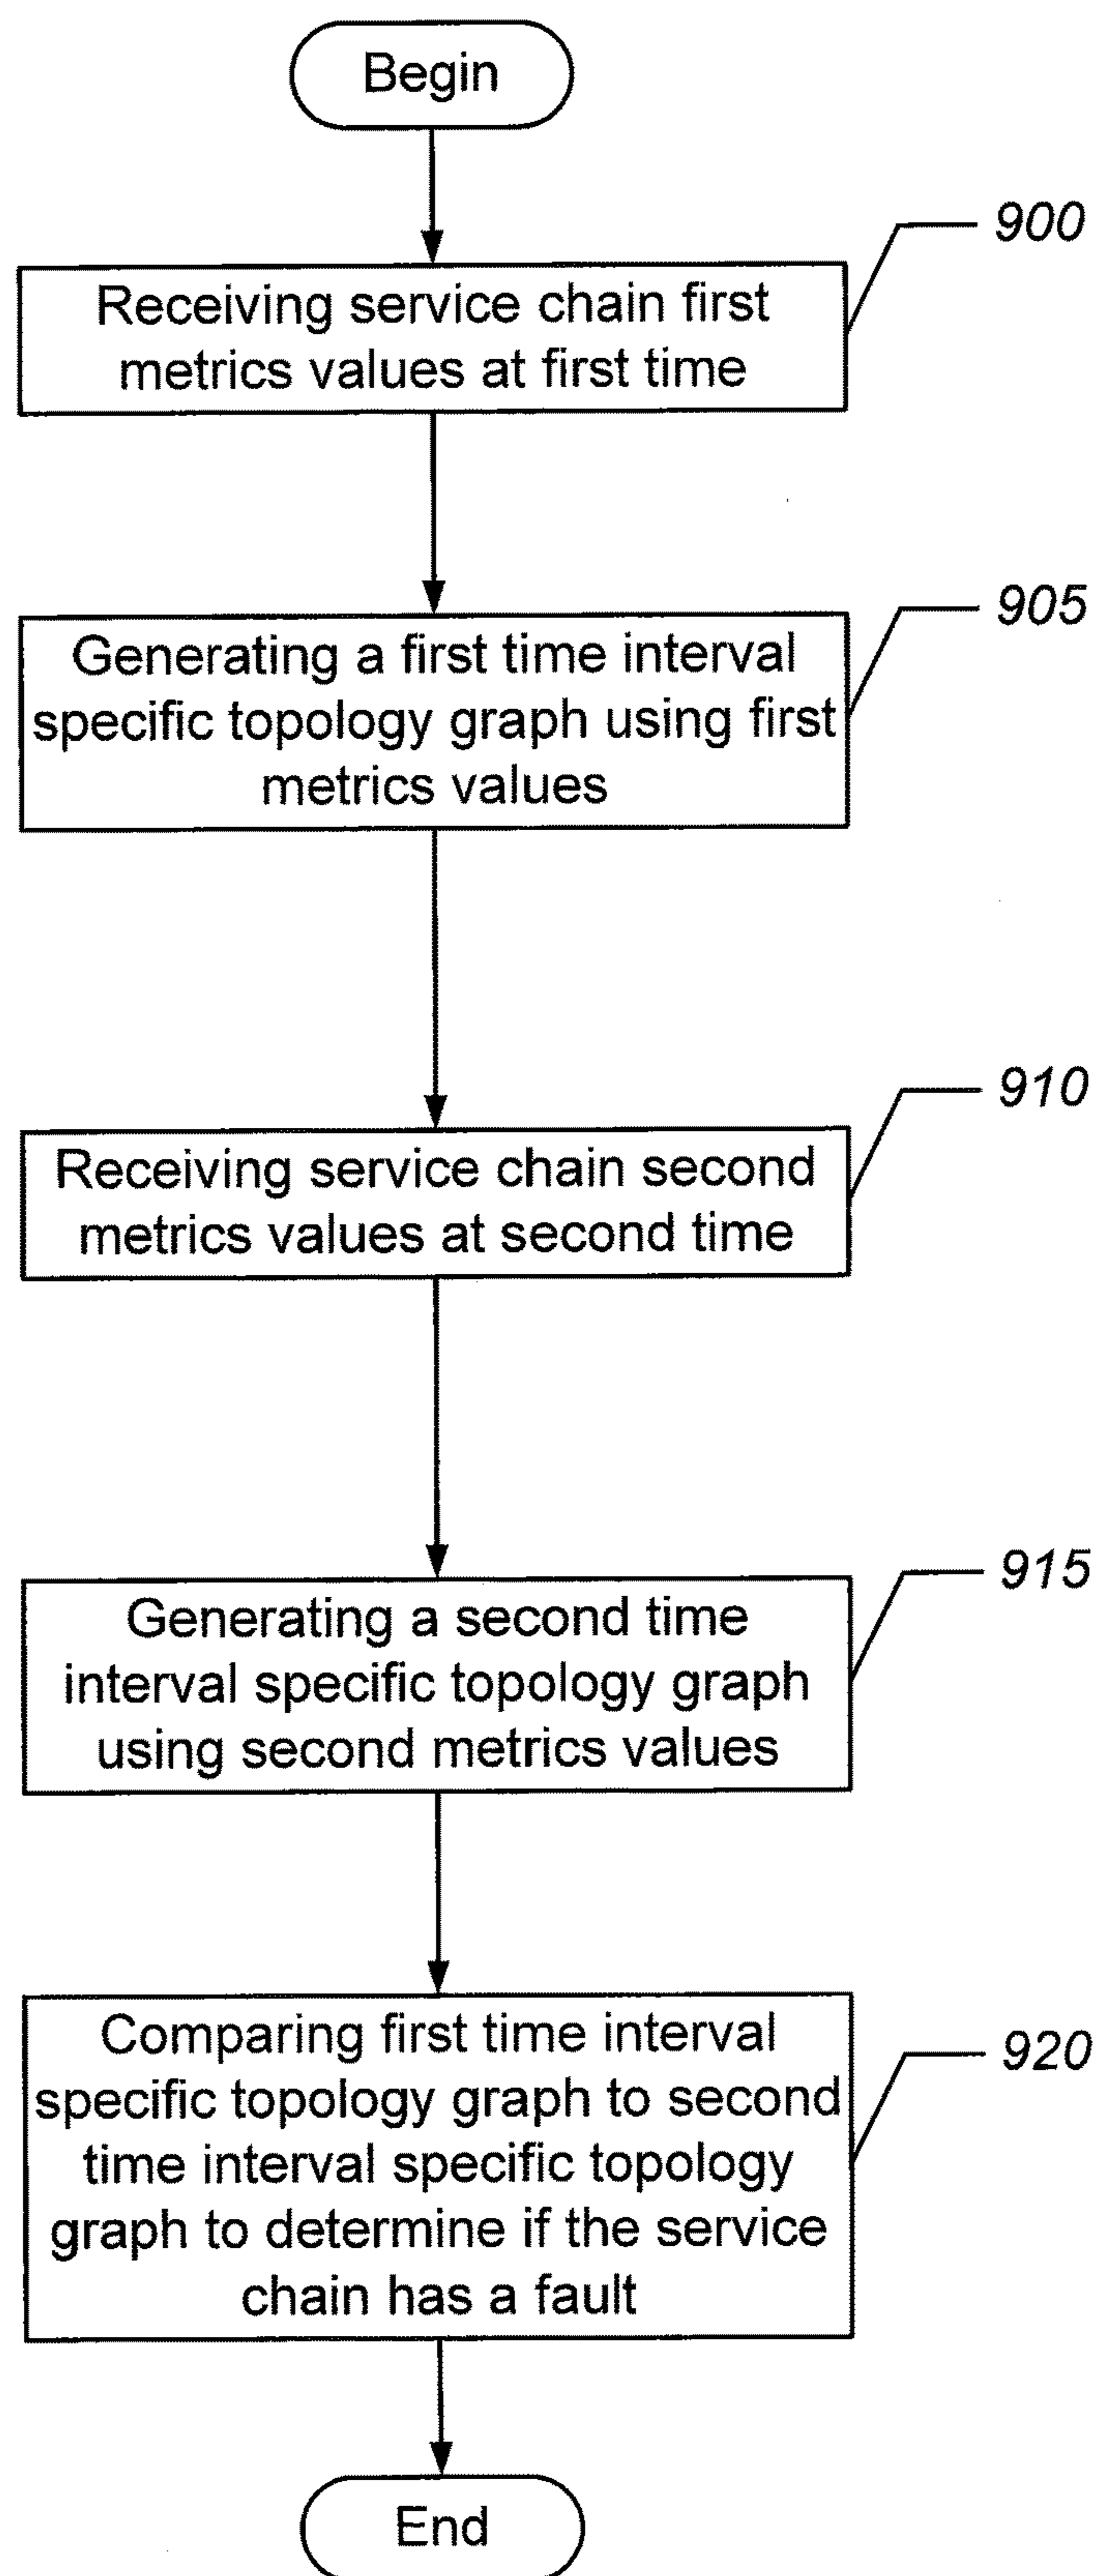 Begin
900
Receiving service chain first
metrics values at first time
905
Generating a first time interval
specific topology graph using first
metrics values
910
Receiving service chain second
metrics values at second time
915
Generating a second time
interval specific topology graph
using second metrics values
920
Comparing first time interval
specific topology graph to second
time interval specific topology
graph to determine if the service
chain has a fault
End